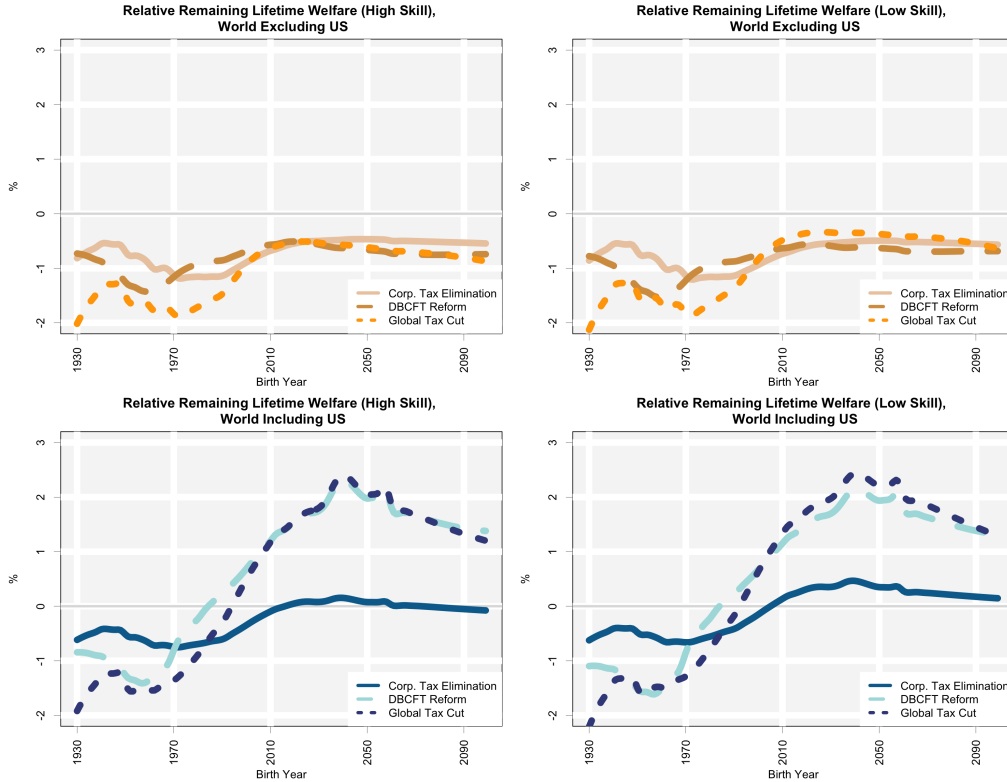 Relative Remaining Lifetime Welfare (High Skill),
World Excluding US
%
3
2
1
0
-1
-2
1930
1970
2010
2050
2090
Birth Year
Corp. Tax Elimination
DBCFT Reform
Global Tax Cut
Relative Remaining Lifetime Welfare (Low Skill),
World Excluding US
%
3
2
1
0
-1
-2
1930
1970
2010
2050
2090
Birth Year
Corp. Tax Elimination
DBCFT Reform
Global Tax Cut
Relative Remaining Lifetime Welfare (High Skill),
World Including US
%
3
2
1
0
-1
-2
1930
1970
2010
2050
2090
Birth Year
Corp. Tax Elimination
DBCFT Reform
Global Tax Cut
Relative Remaining Lifetime Welfare (Low Skill),
World Including US
%
3
2
1
0
-1
-2
1930
1970
2010
2050
2090
Birth Year
Corp. Tax Elimination
DBCFT Reform
Global Tax Cut